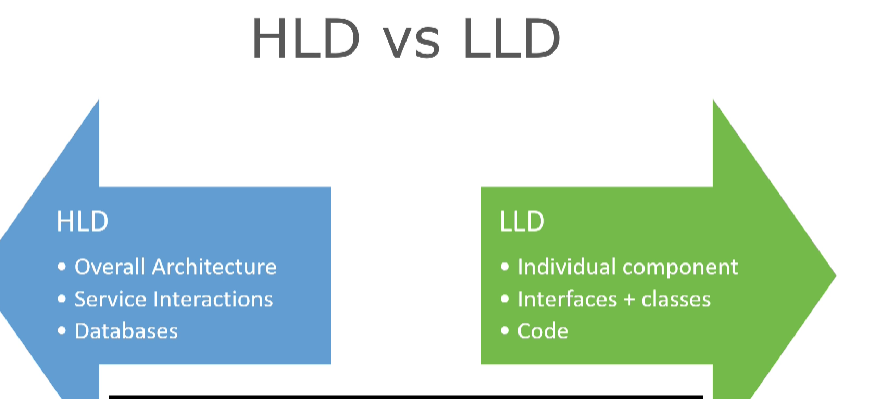 HLD vs LLD
HLD
• Overall Architecture
• Service Interactions
• Databases
LLD
• Individual component
• Interfaces + classes
• Code